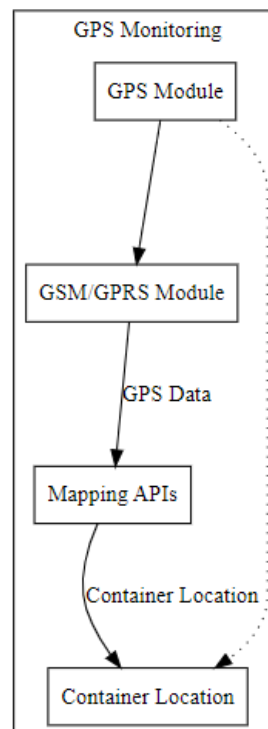 GPS Monitoring
GPS Module
GSM/GPRS Module
GPS Data
Mapping APIs
Container Location
Container Location